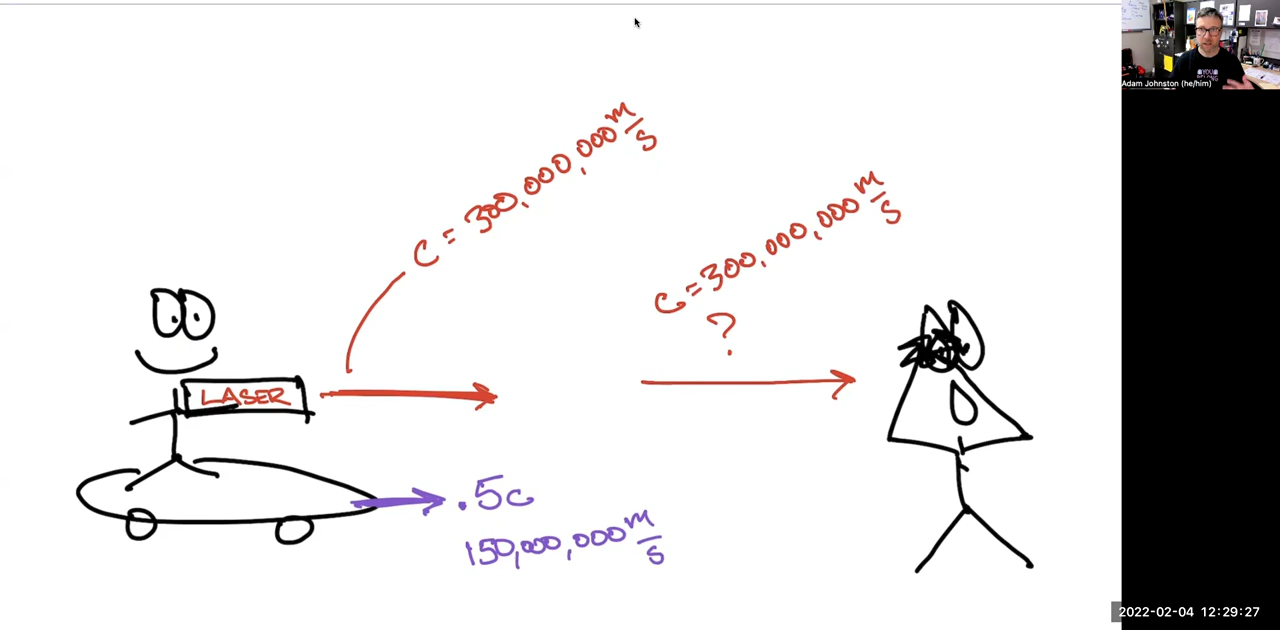 Adam Johnston (he/him)
C = 300,000,000 m/s
C = 300,000,000 m/s
?
LASER
.5c
150,000,000 m/s
2022-02-04 12:29:27